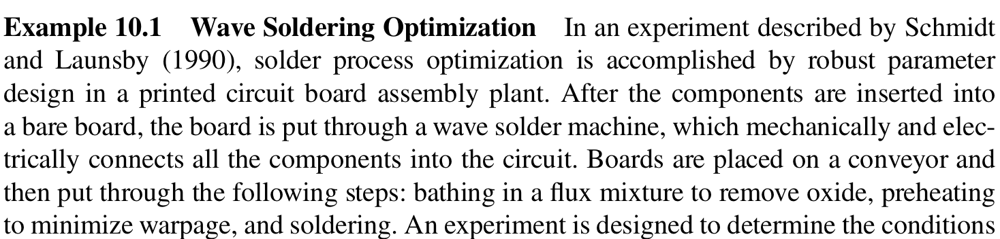 Example 10.1 Wave Soldering Optimization In an experiment described by Schmidt
and Launsby (1990), solder process optimization is accomplished by robust parameter
design in a printed circuit board assembly plant. After the components are inserted into
a bare board, the board is put through a wave solder machine, which mechanically and elec-
trically connects all the components into the circuit. Boards are placed on a conveyor and
then put through the following steps: bathing in a flux mixture to remove oxide, preheating
to minimize warpage, and soldering. An experiment is designed to determine the conditions